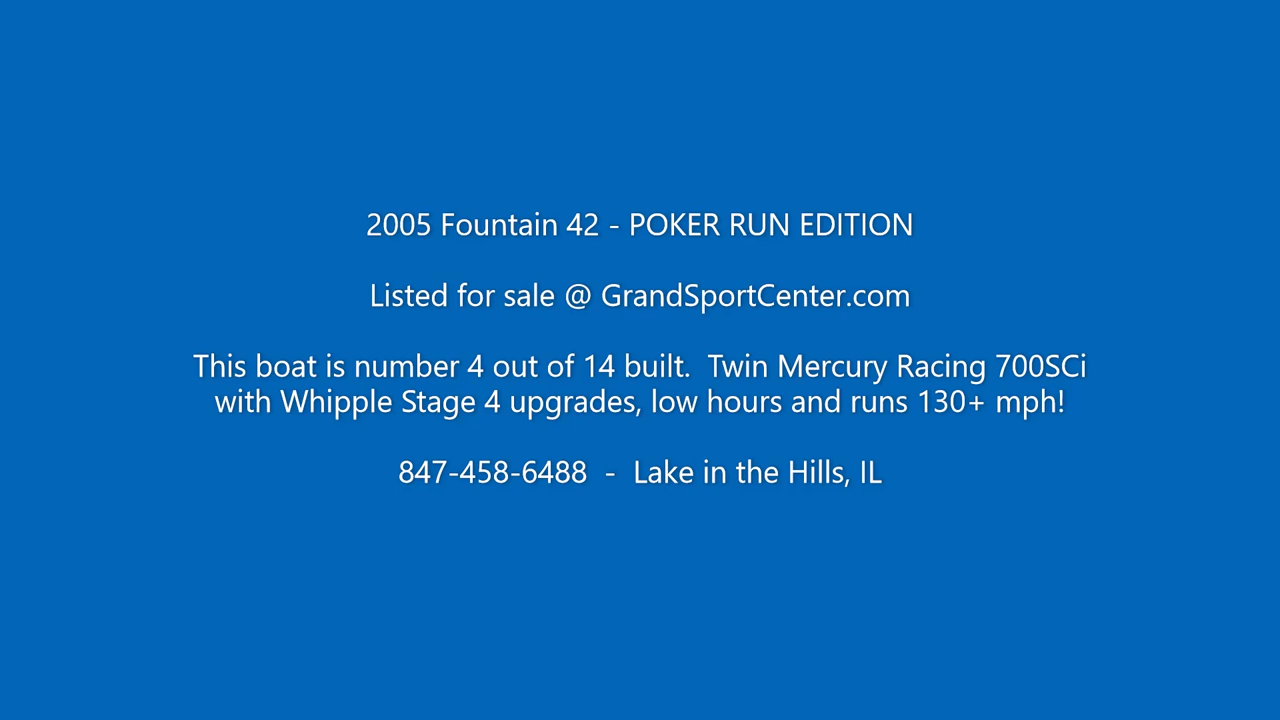 2005 Fountain 42 - POKER RUN EDITION
Listed for sale @ GrandSportCenter.com
This boat is number 4 out of 14 built.  Twin Mercury Racing 700SCi
with Whipple Stage 4 upgrades, low hours and runs 130+ mph!
847-458-6488  -  Lake in the Hills, IL